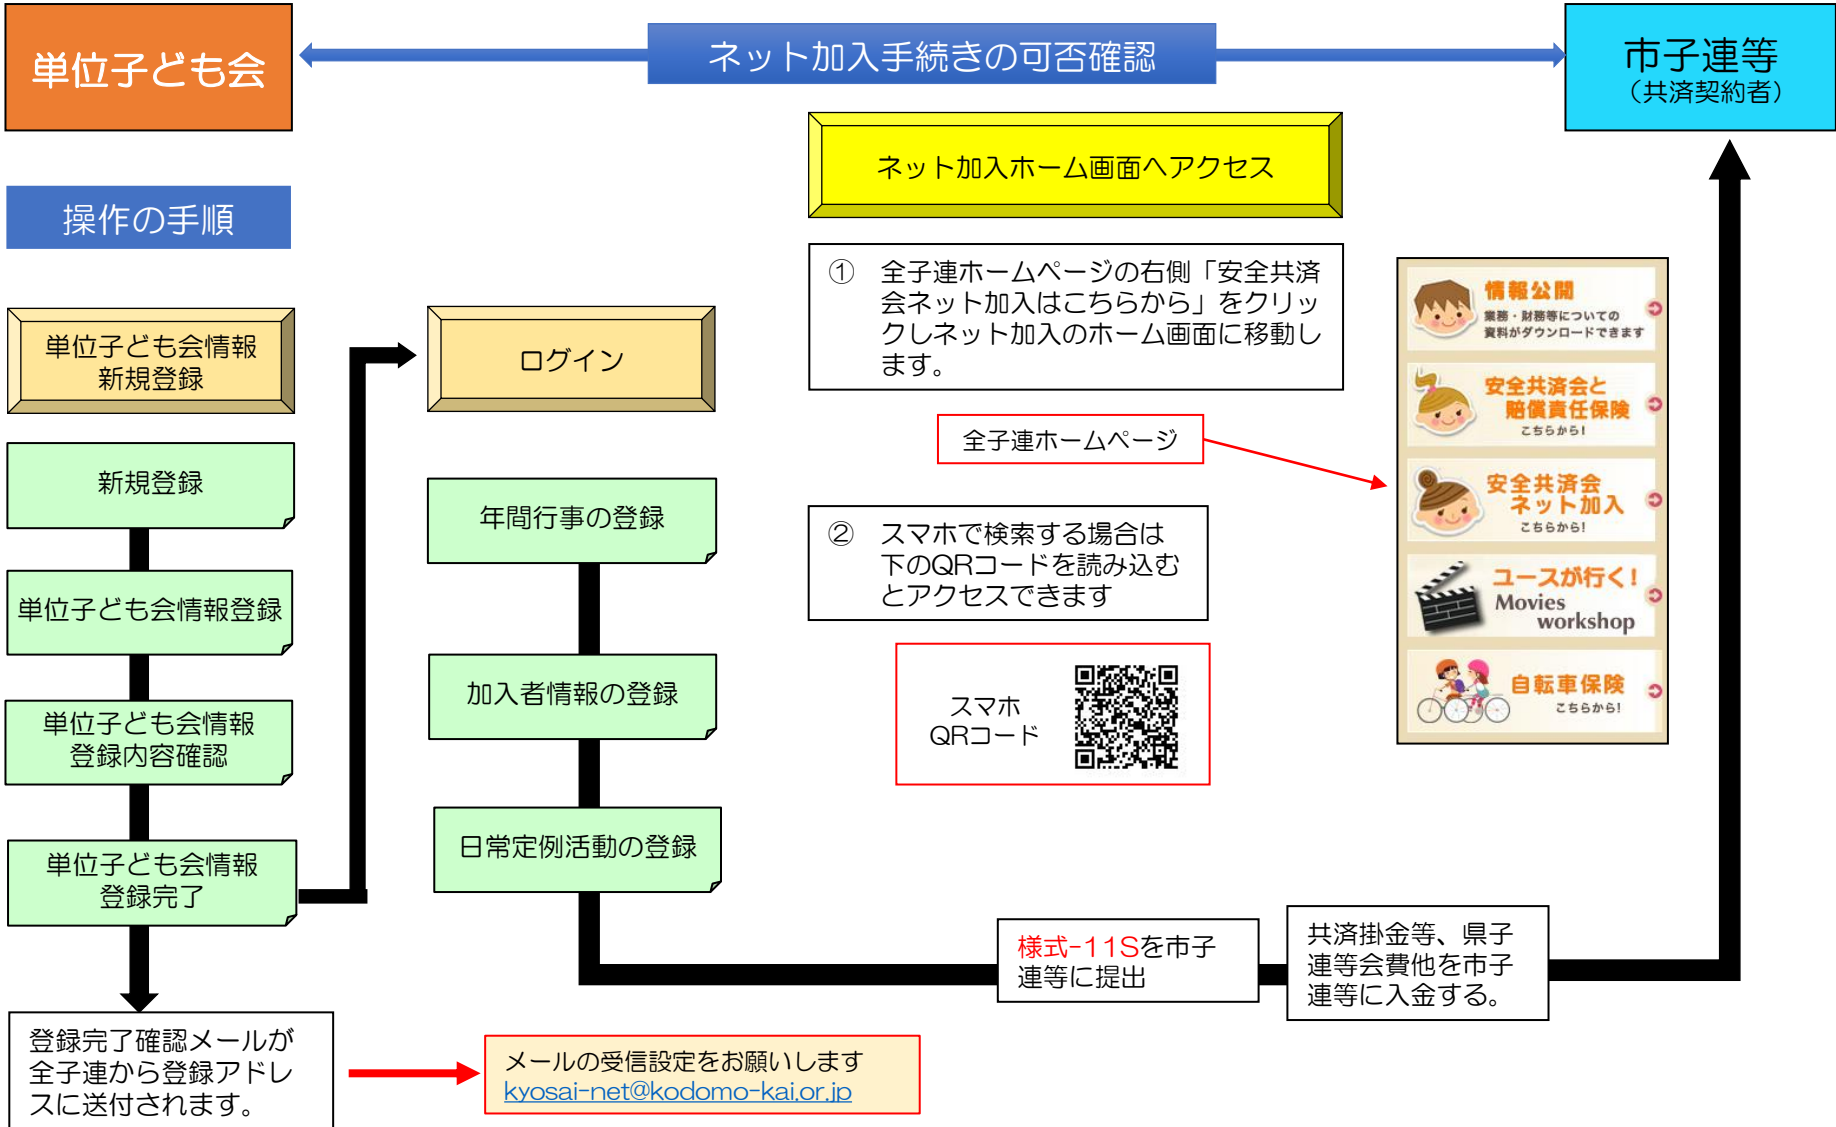 単位子ども会
ネット加入手続きの可否確認
市子連等
（共済契約者）
ネット加入ホーム画面へアクセス
操作の手順
① 全子連ホームページの右側「安全共済
会ネット加入はこちらから」をクリッ
クしネット加入のホーム画面に移動し
ます。
単位子ども会情報
新規登録
ログイン
新規登録
単位子ども会情報登録
単位子ども会情報
登録内容確認
単位子ども会情報
登録完了
登録完了確認メールが
全子連から登録アドレ
スに送付されます。
年間行事の登録
加入者情報の登録
日常定例活動の登録
全子連ホームページ
② スマホで検索する場合は
下のQRコードを読み込む
とアクセスできます
スマホ
QRコード
情報公開
業務・財務等についての
資料がダウンロードできます
安全共済会と
賠償責任保険
こちらから!
安全共済会
ネット加入
こちらから!
ユースが行く!
Movies
workshop
自転車保険
こちらから!
様式-11Sを市子
連等に提出
共済掛金等、県子
連等会費他を市子
連等に入金する。
メールの受信設定をお願いします
kyosai-net@kodomo-kai.or.jp